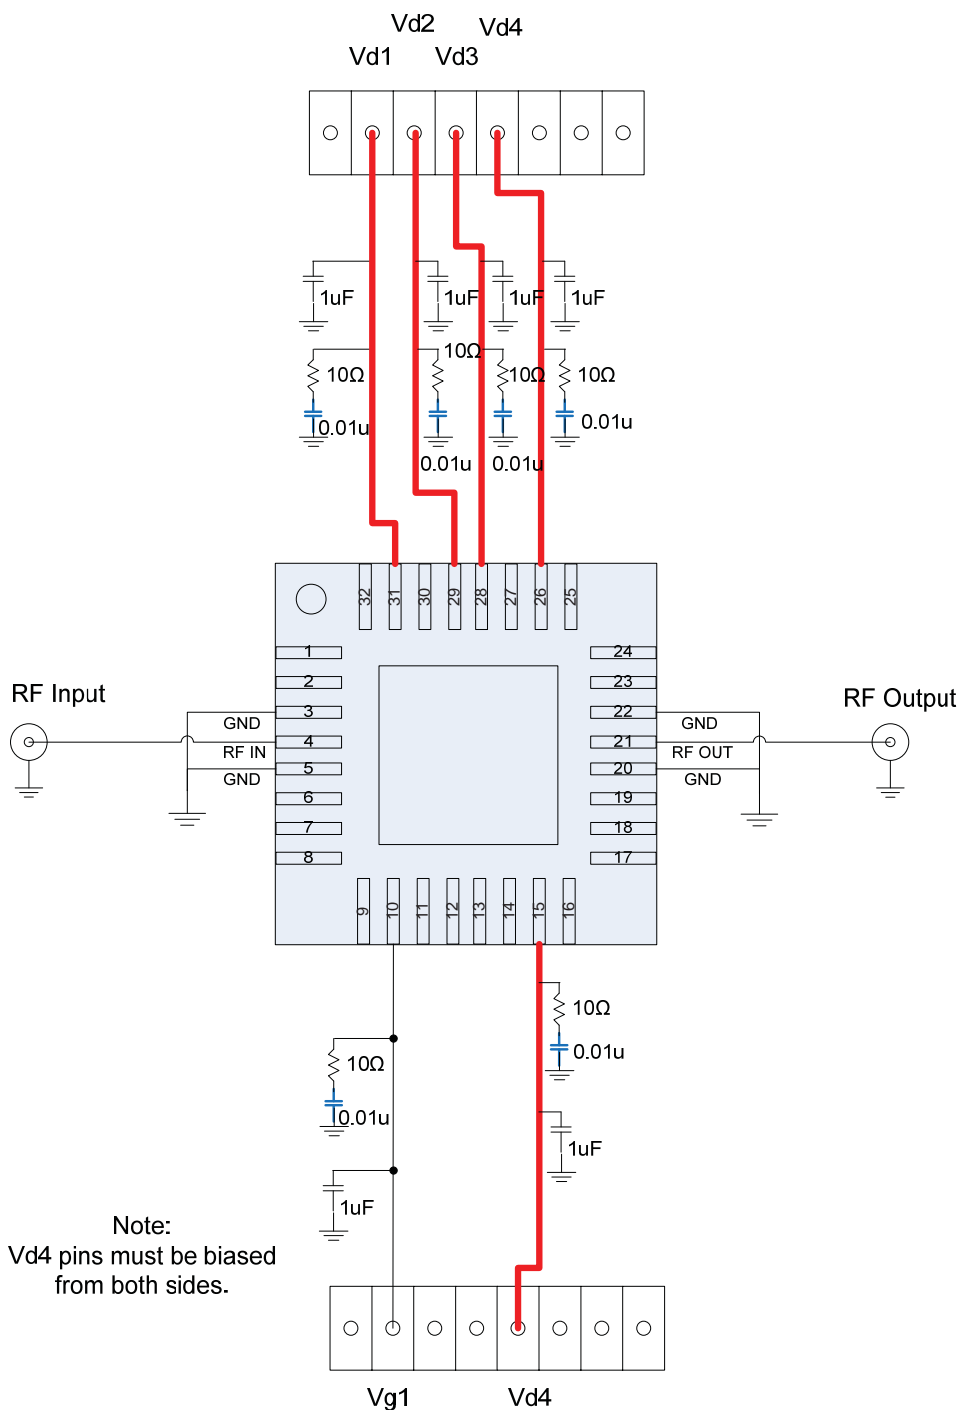 Vd2
Vd4
Vd1
Vd3
1uF
1uF
1uF
1uF
10Ω
10Ω
10Ω
10Ω
0.01u
0.01u
0.01u
0.01u
32
31
30
29
28
27
26
25
1
24
2
23
RF Input
3
GND
22
GND
RF Output
4
RF IN
21
RF OUT
5
GND
20
GND
6
19
7
18
8
17
9
10
11
12
13
14
15
16
10Ω
0.01u
10Ω
0.01u
1uF
1uF
Note:
Vd4 pins must be biased
from both sides.
Vg1
Vd4